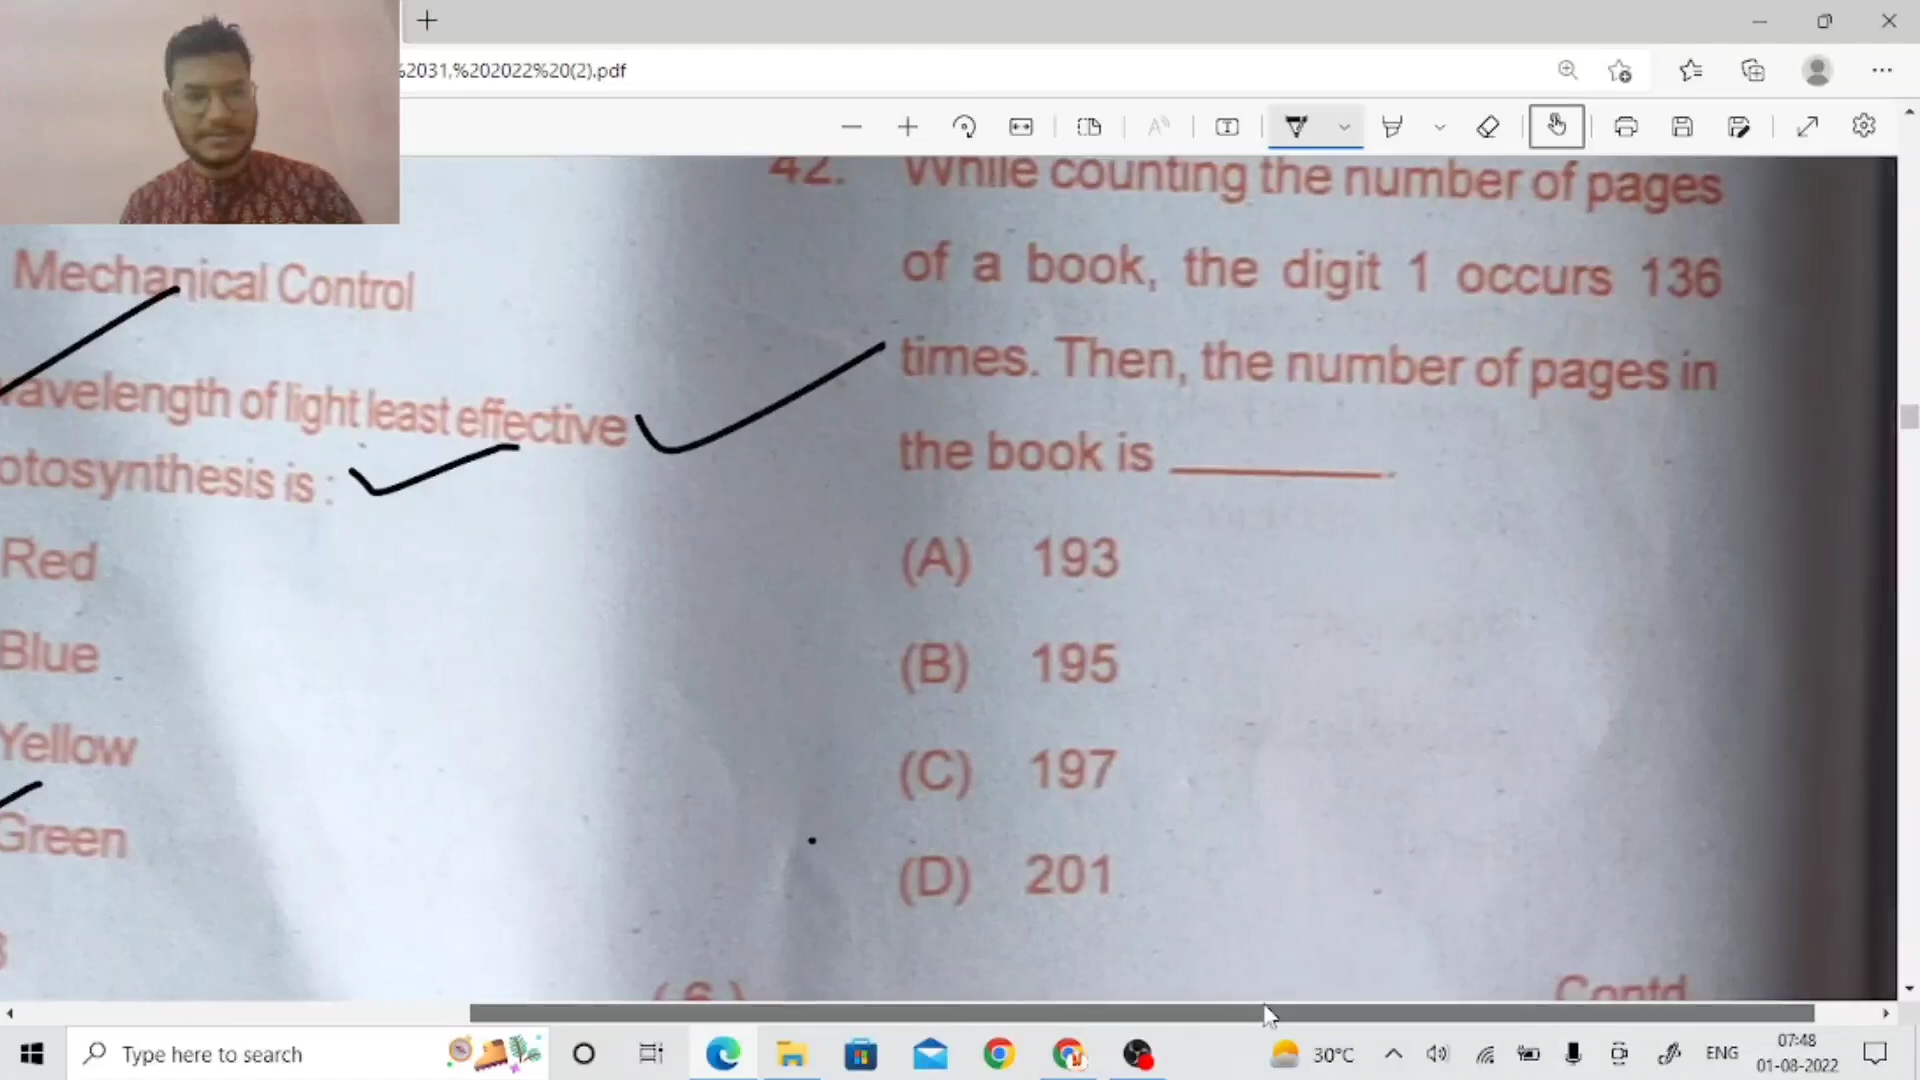 %2031,%202022%20(2).pdf
42. While counting the number of pages
of a book, the digit 1 occurs 136
times. Then, the number of pages in
the book is ________.
(A) 193
(B) 195
(C) 197
(D) 201
Mechanical Control
wavelength of light least effective
otosynthesis is :
Red
Blue
Yellow
Green
(6)
Contd
Type here to search
30°C
ENG
07:48
01-08-2022